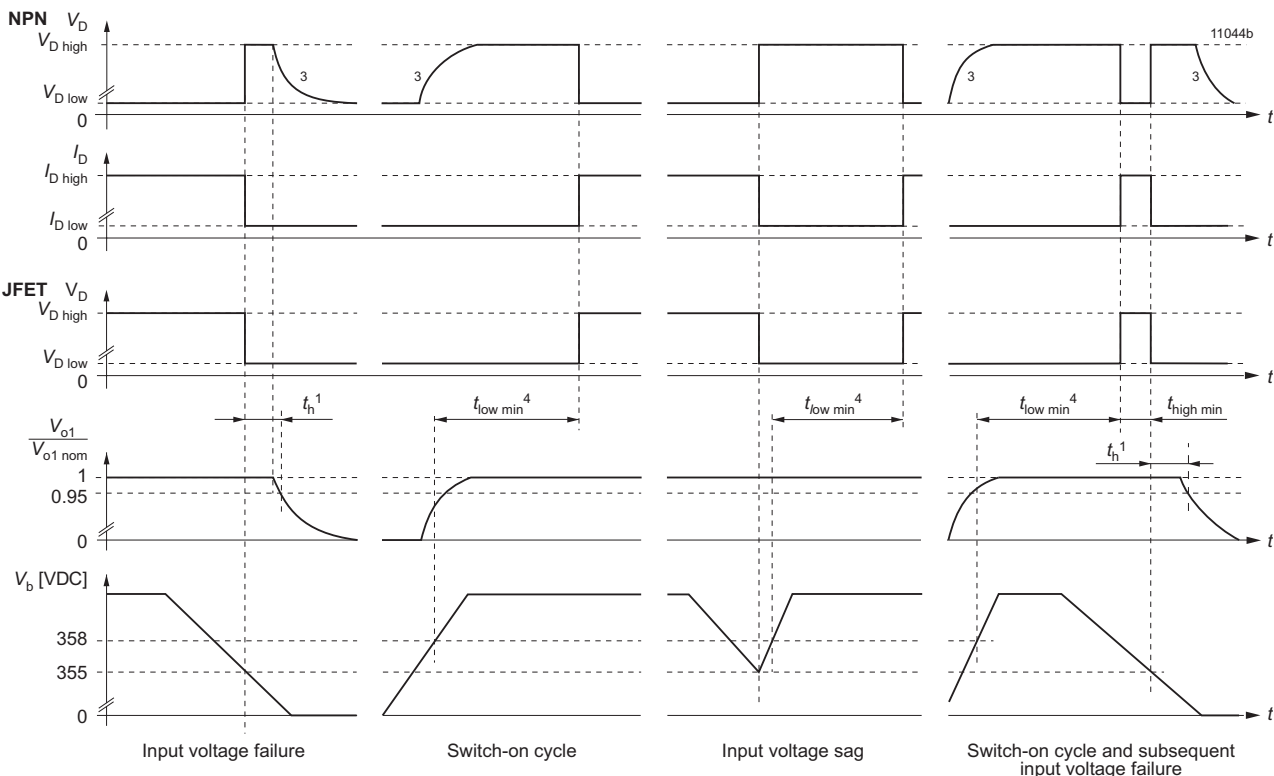 NPN V_D
V_D high
11044b
3
3
3
3
V_D low
0
t
I_D
I_D high
I_D low
0
t
JFET V_D
V_D high
V_D low
0
t
t_h^1
t_low min^4
t_low min^4
t_low min^4
t_high min
V_o1
V_o1 nom
t_h^1
1
0.95
0
t
V_b [VDC]
358
355
0
t
Input voltage failure
Switch-on cycle
Input voltage sag
Switch-on cycle and subsequent
input voltage failure